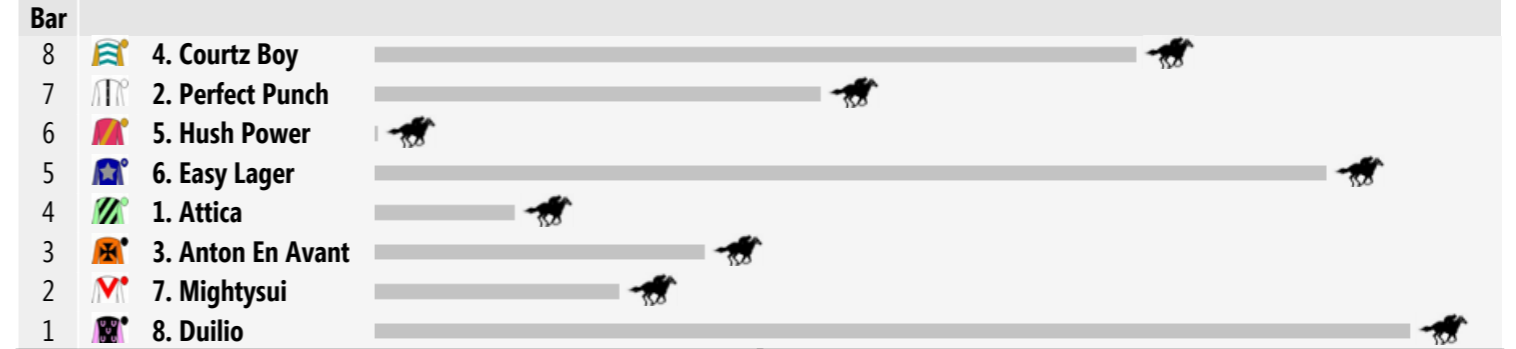 Bar
8 4. Courtz Boy
7 2. Perfect Punch
6 5. Hush Power
5 6. Easy Lager
4 1. Attica
3 3. Anton En Avant
2 7. Mightysui
1 8. Duilio